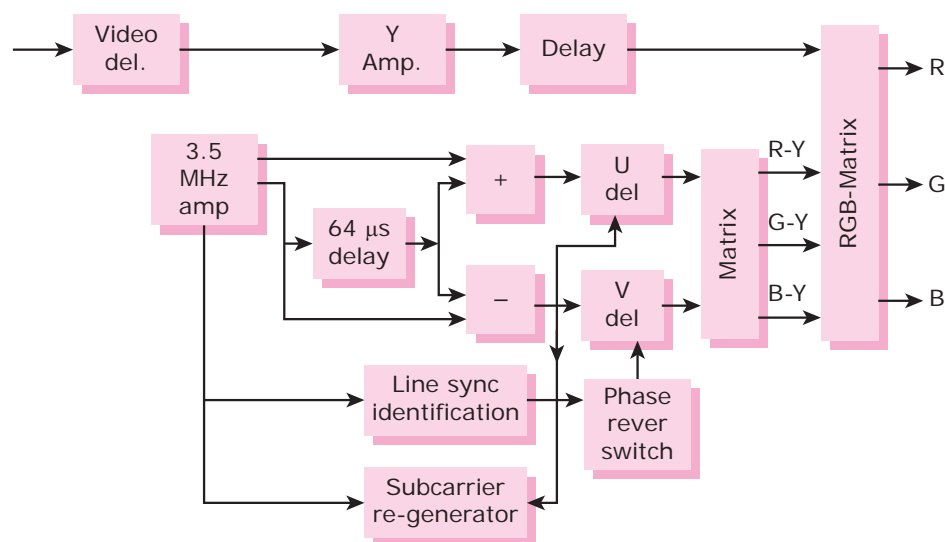 Video
del.
Y
Amp.
Delay
R
3.5
MHz
amp
+
U
del
R-Y
RGB-Matrix
G
64 μs
delay
Matrix
G-Y
−
V
del
B-Y
B
Line sync
identification
Phase
rever
switch
Subcarrier
re-generator